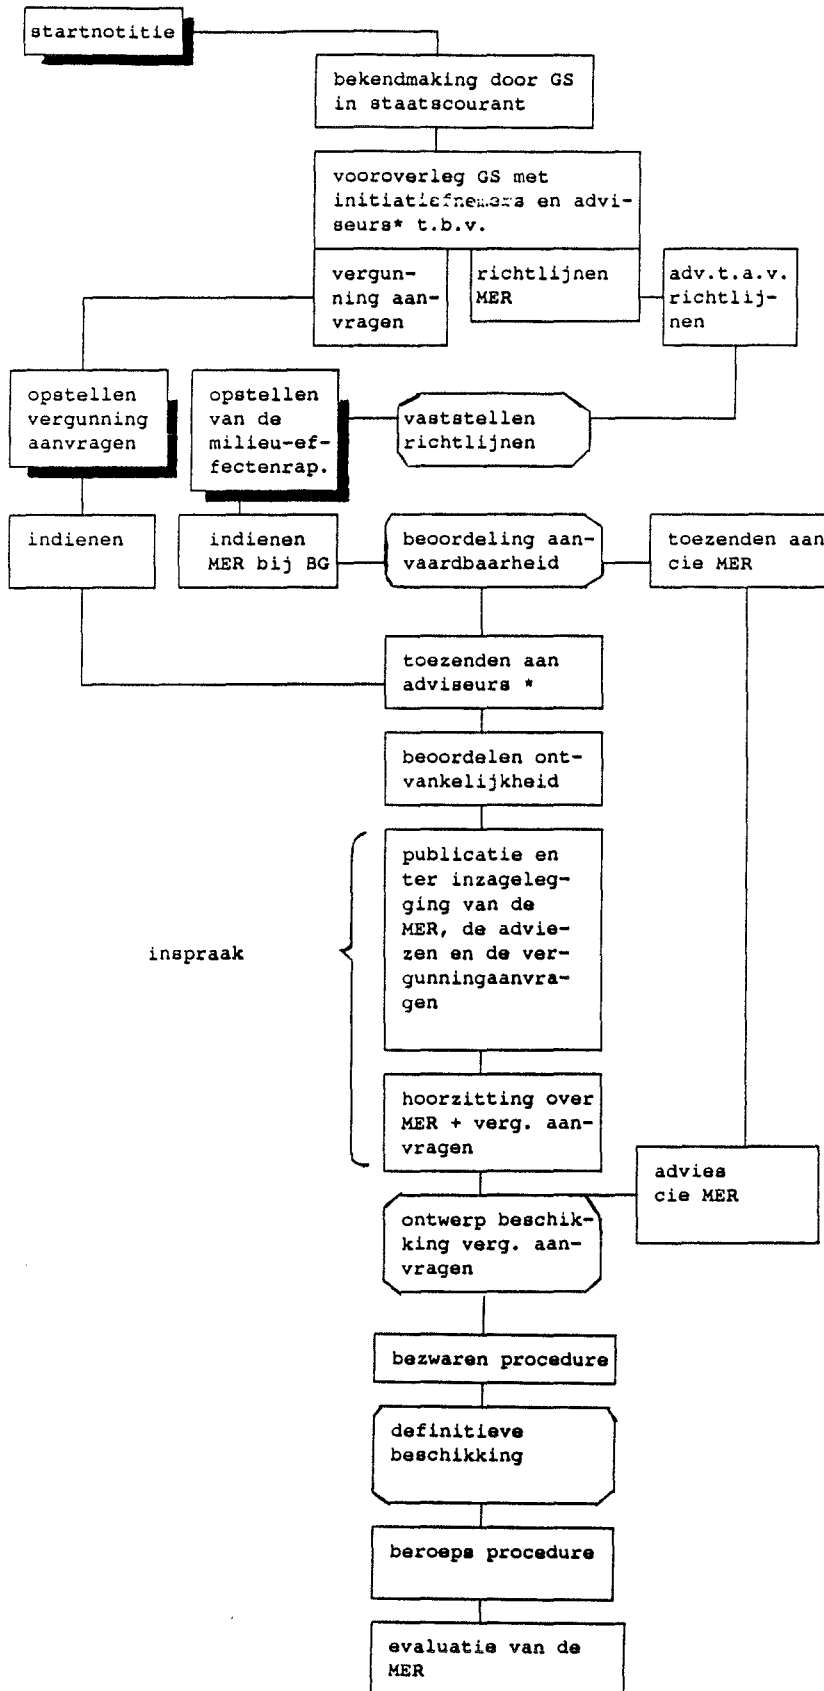 startnotitie
bekendmaking door GS
in staatscourant
vooroverleg GS met
initiatiefnemers en advi-
seurs* t.b.v.
vergun-
ning aan-
vragen
richtlijnen
MER
adv.t.a.v.
richtlij-
nen
opstellen
vergunning
aanvragen
opstellen
van de
milieu-ef-
fectenrap.
vaststellen
richtlijnen
indienen
indienen
MER bij BG
beoordeling aan-
vaardbaarheid
toezenden aan
cie MER
toezenden aan
adviseurs *
beoordelen ont-
vankelijkheid
publicatie en
ter inzageleg-
ging van de
MER, de advie-
zen en de ver-
gunningaanvra-
gen
inspraak
hoorzitting over
MER + verg. aan-
vragen
advies
cie MER
ontwerp beschik-
king verg. aan-
vragen
bezwaren procedure
definitieve
beschikking
beroeps procedure
evaluatie van de
MER